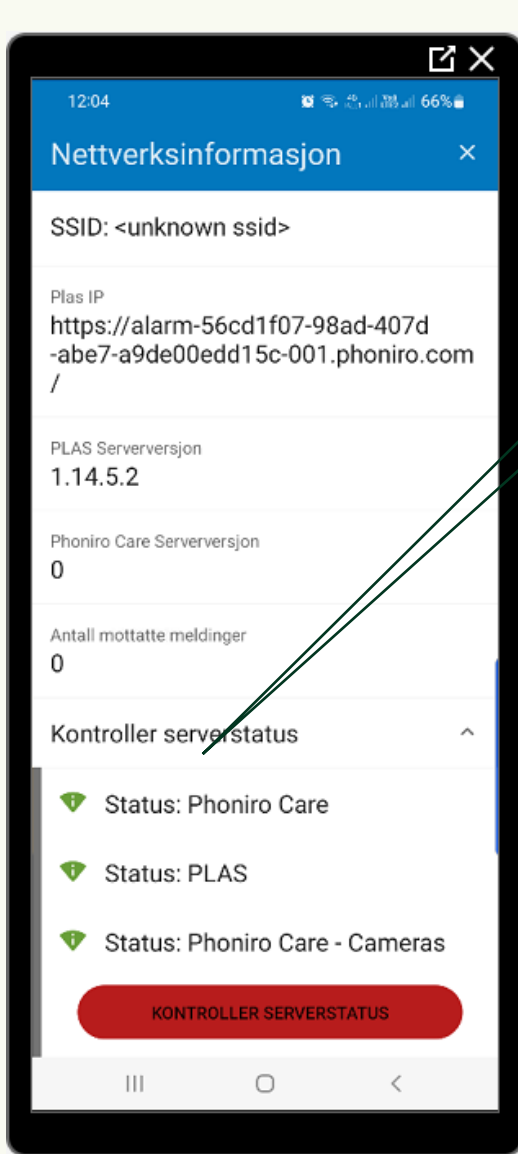 12:04
66%
Nettverksinformasjon
SSID: <unknown ssid>
Plas IP
https://alarm-56cd1f07-98ad-407d
-abe7-a9de00edd15c-001.phoniro.com
/
PLAS Serverversjon
1.14.5.2
Phoniro Care Serverversjon
0
Antall mottatte meldinger
0
Kontroller serverstatus
Status: Phoniro Care
Status: PLAS
Status: Phoniro Care - Cameras
KONTROLLER SERVERSTATUS